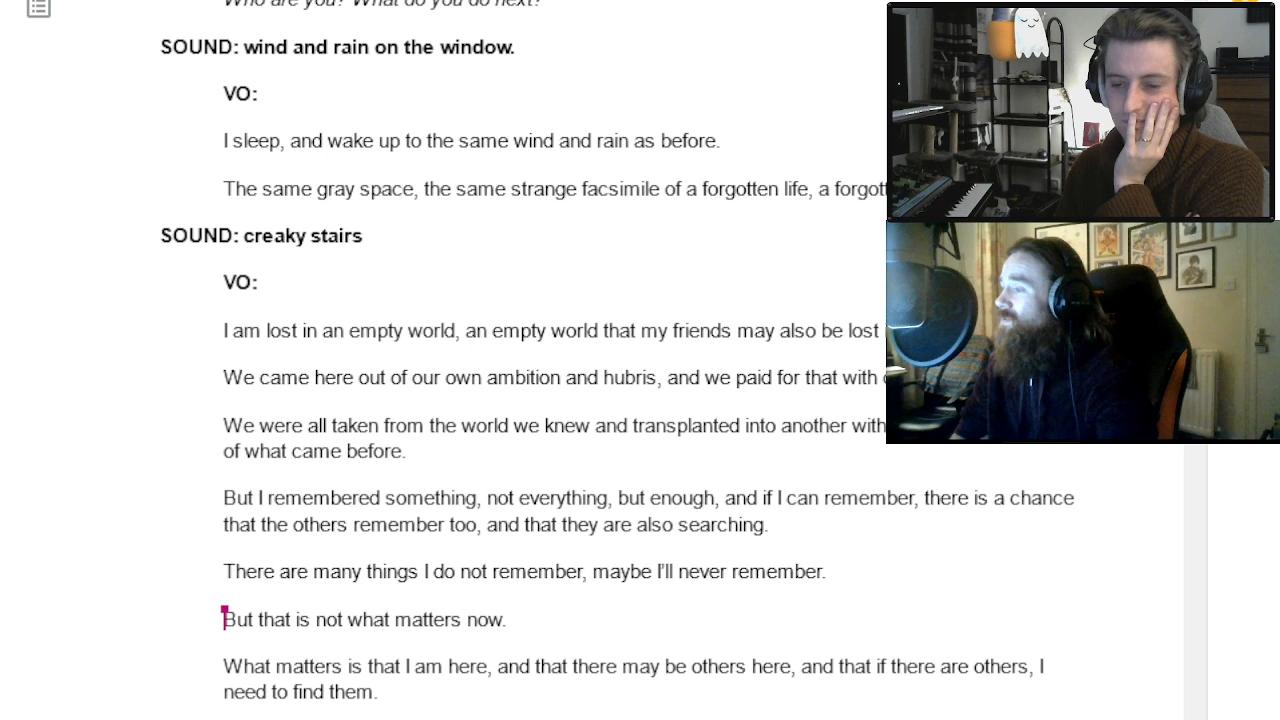 Who are you? What do you do next?
SOUND: wind and rain on the window.
VO:
I sleep, and wake up to the same wind and rain as before.
The same gray space, the same strange facsimile of a forgotten life, a
SOUND: creaky stairs
VO:
I am lost in an empty world, an empty world that my friends may also be lost
We came here out of our own ambition and hubris, and we paid for that with
We were all taken from the world we knew and transplanted into another with
of what came before.
But I remembered something, not everything, but enough, and if I can remember, there is a chance
that the others remember too, and that they are also searching.
There are many things I do not remember, maybe I'll never remember.
But that is not what matters now.
What matters is that I am here, and that there may be others here, and that if there are others, I
need to find them.